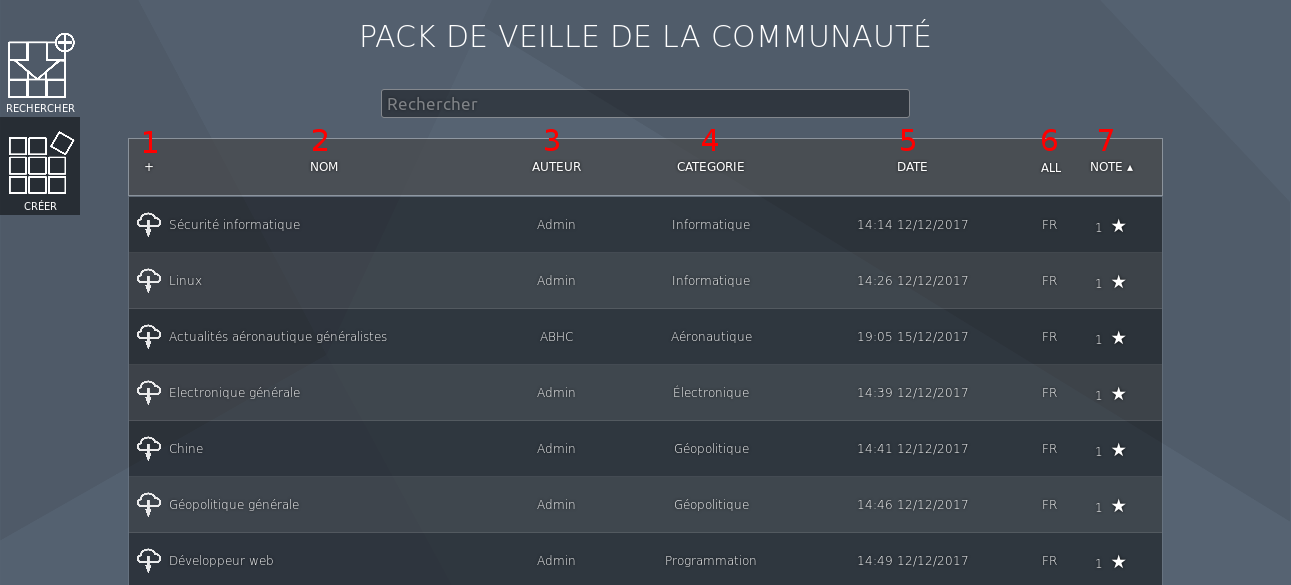 PACK DE VEILLE DE LA COMMUNAUTÉ
RECHERCHER
CRÉER
Rechercher
1 2 3 4 5 6 7
+ NOM AUTEUR CATEGORIE DATE ALL NOTE ▴
Sécurité informatique Admin Informatique 14:14 12/12/2017 FR 1 ★
Linux Admin Informatique 14:26 12/12/2017 FR 1 ★
Actualités aéronautique généralistes ABHC Aéronautique 19:05 15/12/2017 FR 1 ★
Electronique générale Admin Électronique 14:39 12/12/2017 FR 1 ★
Chine Admin Géopolitique 14:41 12/12/2017 FR 1 ★
Géopolitique générale Admin Géopolitique 14:46 12/12/2017 FR 1 ★
Développeur web Admin Programmation 14:49 12/12/2017 FR 1 ★